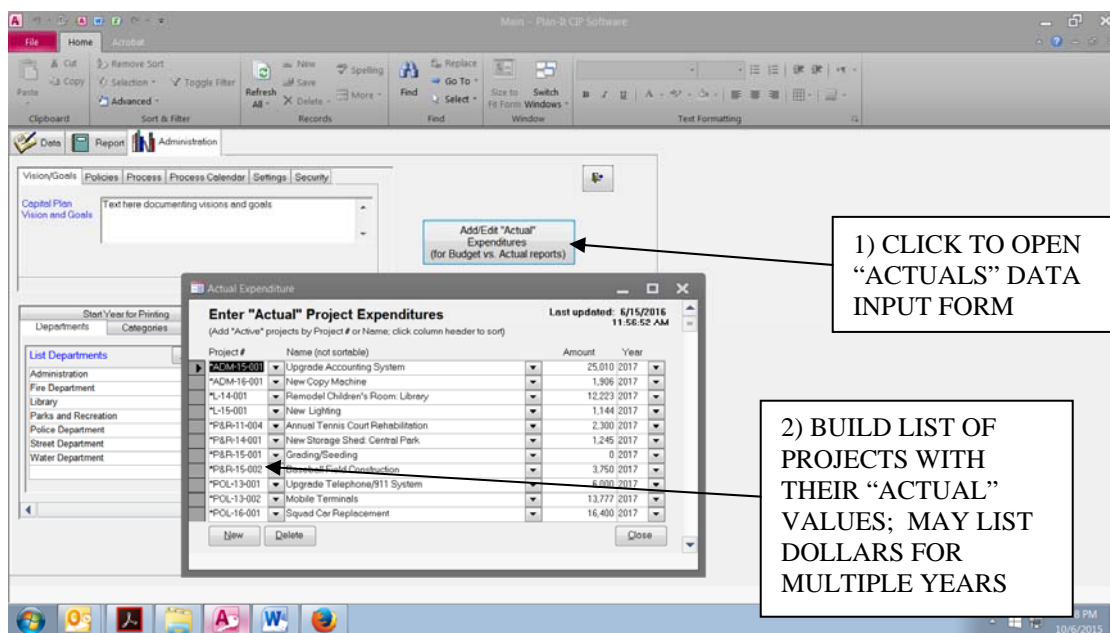 Main - Plan-It CIP Software
File Home Acrobat
Cut Remove Sort New Spelling Replace
Copy Selection Toggle Filter Save Go To
Paste Advanced Refresh All Delete More Find Select Size to Fit Form Switch Windows
B I U A
Clipboard Sort & Filter Records Find Window Text Formatting
Data Report Administration
Vision/Goals Policies Process Process Calendar Settings Security
Capital Plan
Vision and Goals
Text here documenting visions and goals
Add/Edit "Actual"
Expenditures
(for Budget vs. Actual reports)
1) CLICK TO OPEN
“ACTUALS” DATA
INPUT FORM
Start Year for Printing
Departments Categories
List Departments
Administration
Fire Department
Library
Parks and Recreation
Police Department
Street Department
Water Department
Actual Expenditure
Enter "Actual" Project Expenditures Last updated: 6/15/2016
11:56:52 AM
(Add "Active" projects by Project # or Name; click column header to sort)
Project # Name (not sortable) Amount Year
*ADM-15-001 Upgrade Accounting System 25,010 2017
*ADM-16-001 New Copy Machine 1,906 2017
*L-14-001 Remodel Children's Room: Library 12,223 2017
*L-15-001 New Lighting 1,144 2017
*P&R-11-004 Annual Tennis Court Rehabilitation 2,300 2017
*P&R-14-001 New Storage Shed: Central Park 1,245 2017
*P&R-15-001 Grading/Seeding 0 2017
*P&R-15-002 Baseball Field Construction 3,750 2017
*POL-13-001 Upgrade Telephone/911 System 6,000 2017
*POL-13-002 Mobile Terminals 13,777 2017
*POL-16-001 Squad Car Replacement 16,400 2017
New Delete Close
2) BUILD LIST OF
PROJECTS WITH
THEIR “ACTUAL”
VALUES; MAY LIST
DOLLARS FOR
MULTIPLE YEARS
8 PM
10/6/2015